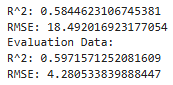 R^2: 0.5844623106745381
RMSE: 18.492016923177054
Evaluation Data:
R^2: 0.5971571252081609
RMSE: 4.280533839888447